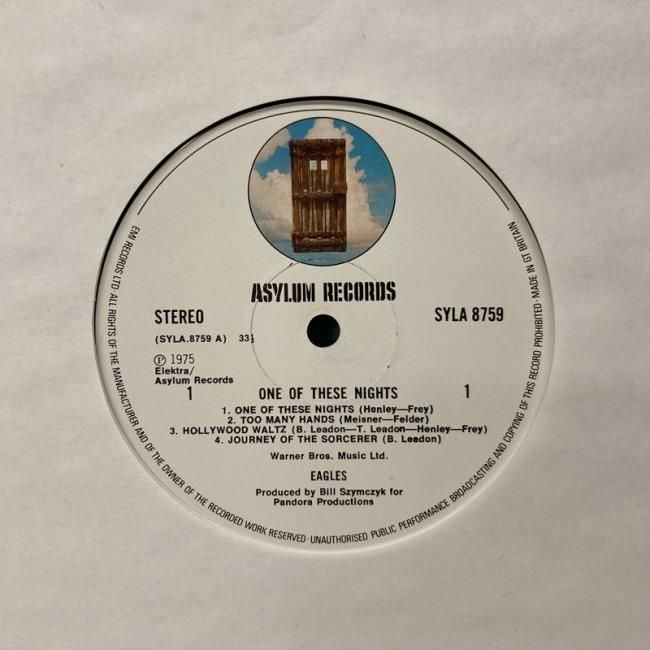 ASYLUM RECORDS
STEREO
SYLA 8759
(SYLA.8759 A) 33⅓
Ⓟ 1975
Elektra/
Asylum Records
1 ONE OF THESE NIGHTS 1
1. ONE OF THESE NIGHTS (Henley—Frey)
2. TOO MANY HANDS (Meisner—Felder)
3. HOLLYWOOD WALTZ (B. Leadon—T. Leadon—Henley—Frey)
4. JOURNEY OF THE SORCERER (B. Leadon)
Warner Bros. Music Ltd.
EAGLES
Produced by Bill Szymczyk for
Pandora Productions
EMI RECORDS LTD·ALL RIGHTS OF THE MANUFACTURER AND OF THE OWNER OF THE RECORDED WORK RESERVED·UNAUTHORISED PUBLIC PERFORMANCE BROADCASTING AND COPYING OF THIS RECORD PROHIBITED·MADE IN GT BRITAIN